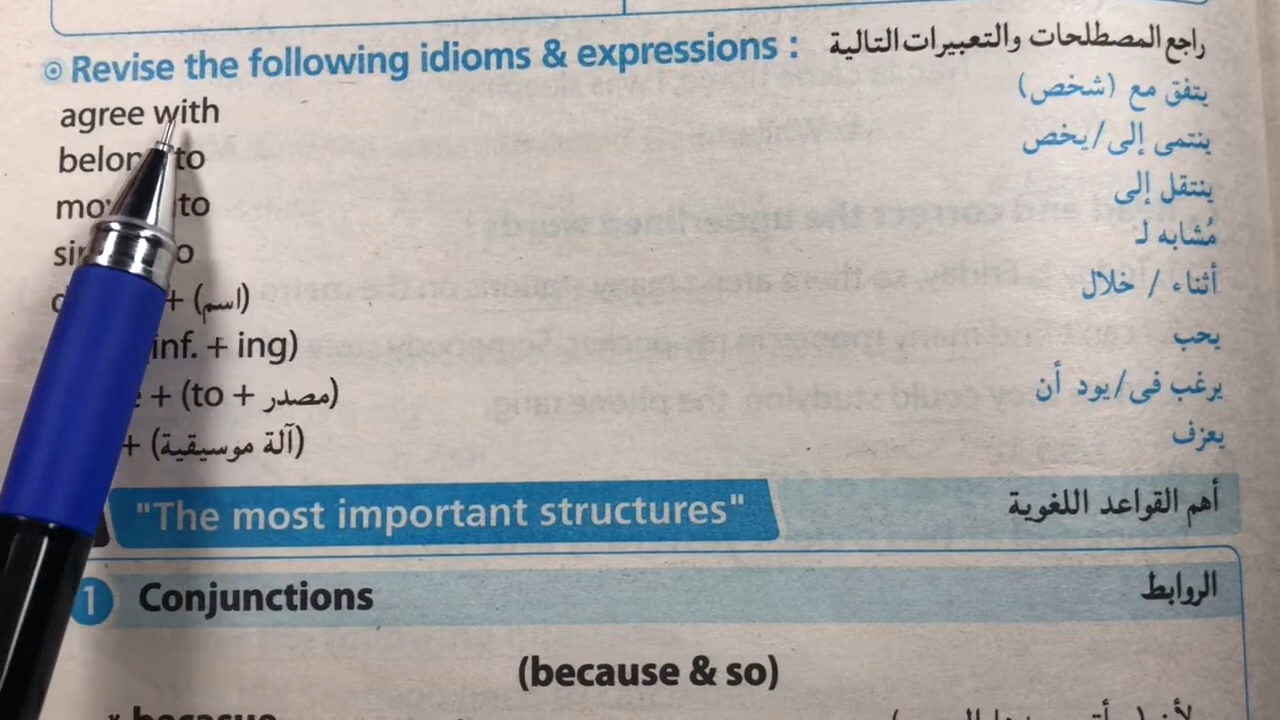 Revise the following idioms & expressions : راجع المصطلحات والتعبيرات التالية
agree with يتفق مع (شخص)
to ينتمى إلى/يخص
to ينتقل إلى
مُشابه لـ
+ (اسم) أثناء / خلال
inf. + ing) يحب
+ (to + مصدر) يرغب فى/يود أن
+ (آلة موسيقية) يعزف
"The most important structures" أهم القواعد اللغوية
1 Conjunctions الروابط
(because & so)